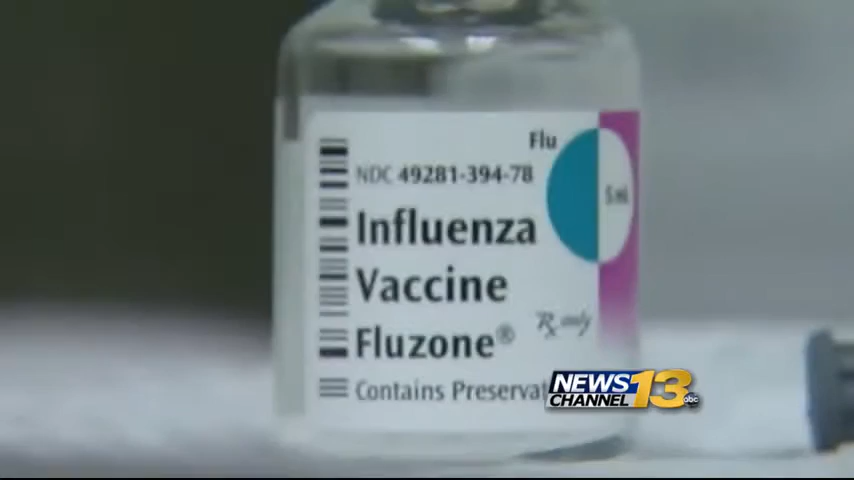 Flu
NDC 49281-394-78
5 mL
Influenza
Vaccine
Rx only
Fluzone®
Contains Preservat
NEWS 13
CHANNEL abc